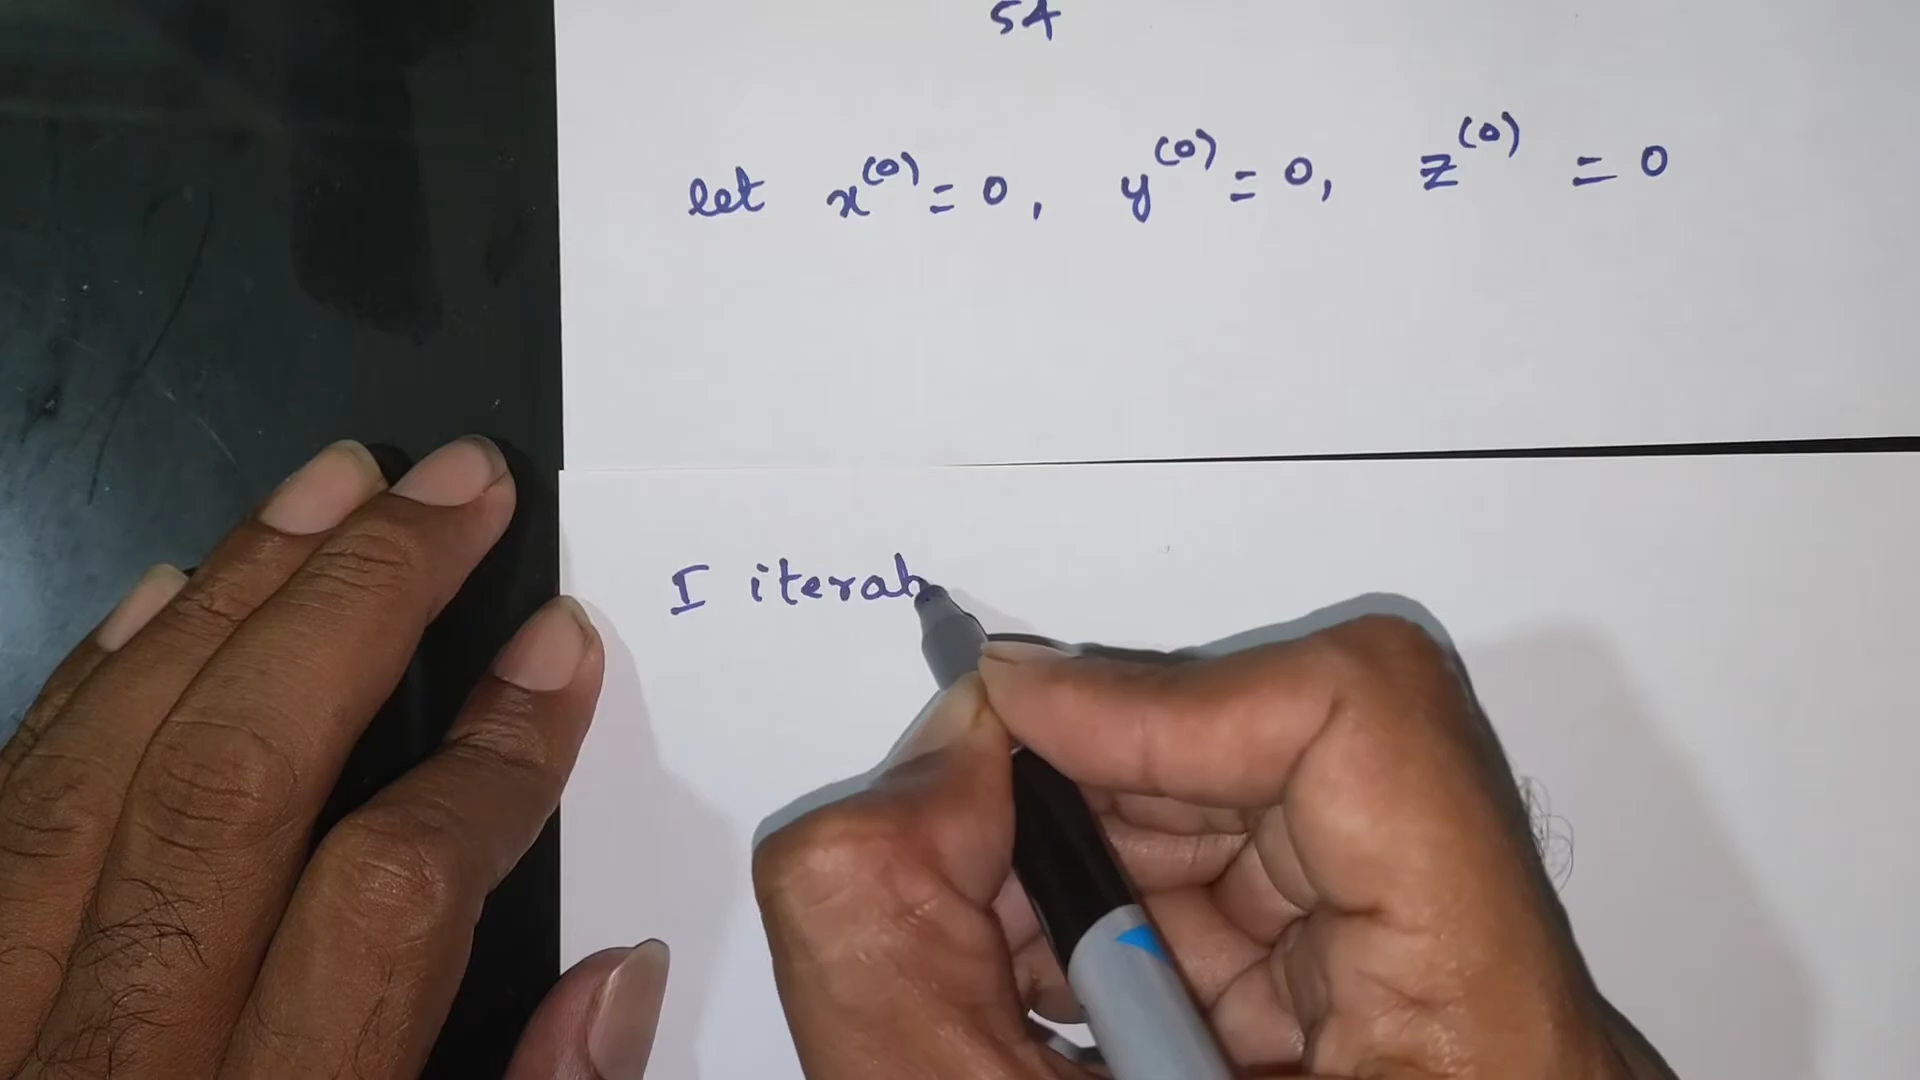 54
let x^(0) = 0, y^(0) = 0, z^(0) = 0
I iterat